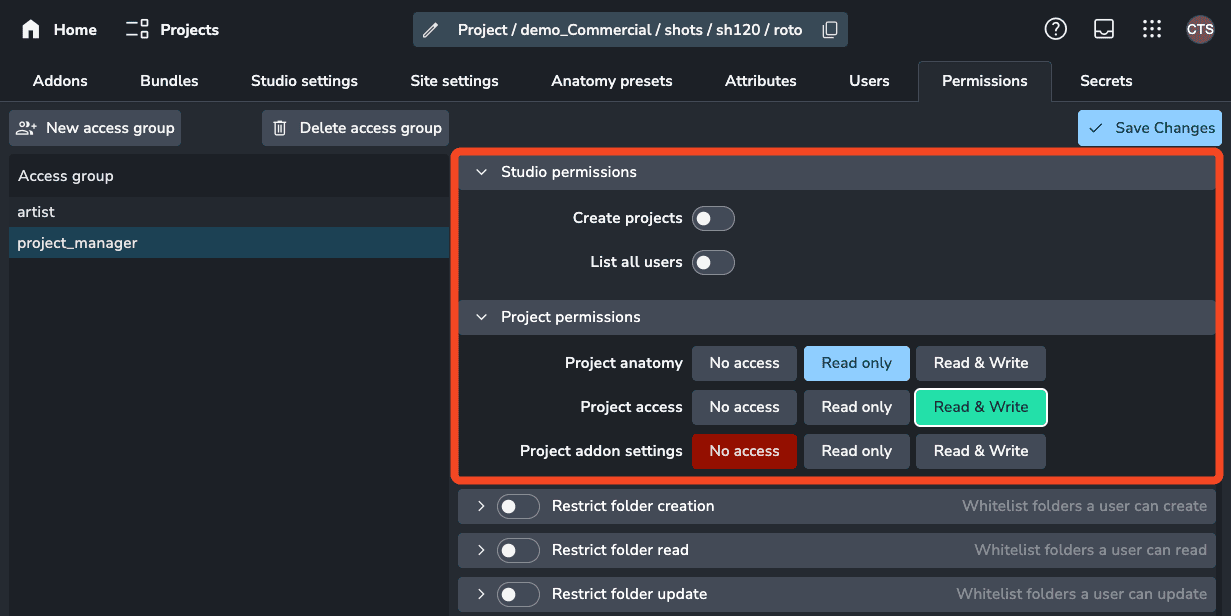 Home Projects Project / demo_Commercial / shots / sh120 / roto CTS
Addons Bundles Studio settings Site settings Anatomy presets Attributes Users Permissions Secrets
New access group Delete access group Save Changes
Access group
artist
project_manager
Studio permissions
Create projects
List all users
Project permissions
Project anatomy No access Read only Read & Write
Project access No access Read only Read & Write
Project addon settings No access Read only Read & Write
Restrict folder creation Whitelist folders a user can create
Restrict folder read Whitelist folders a user can read
Restrict folder update Whitelist folders a user can update